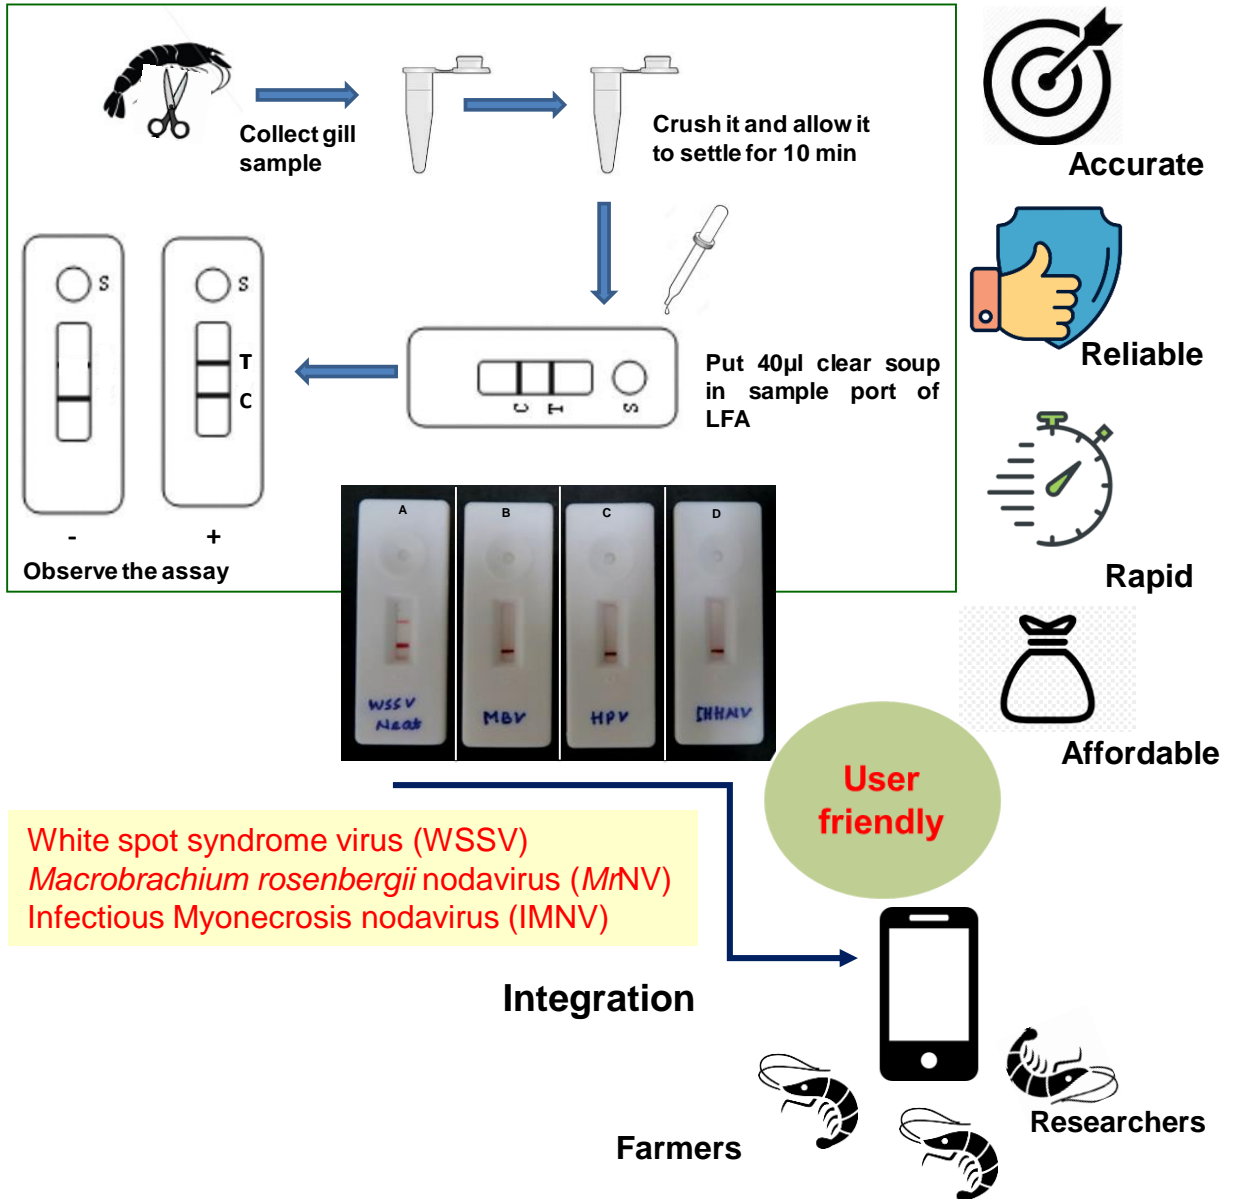 Collect gill
sample
Crush it and allow it
to settle for 10 min
Accurate
Reliable
Rapid
Affordable
S
S
T
C
C
T
S
Put 40µl clear soup
in sample port of
LFA
-
+
Observe the assay
A
B
C
D
WSSV
Neat
MBV
HPV
IHHNV
User
friendly
White spot syndrome virus (WSSV)
Macrobrachium rosenbergii nodavirus (MrNV)
Infectious Myonecrosis nodavirus (IMNV)
Integration
Farmers
Researchers